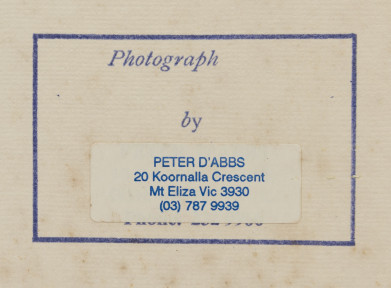 Photograph
by
PETER D'ABBS
20 Koornalla Crescent
Mt Eliza Vic 3930
(03) 787 9939